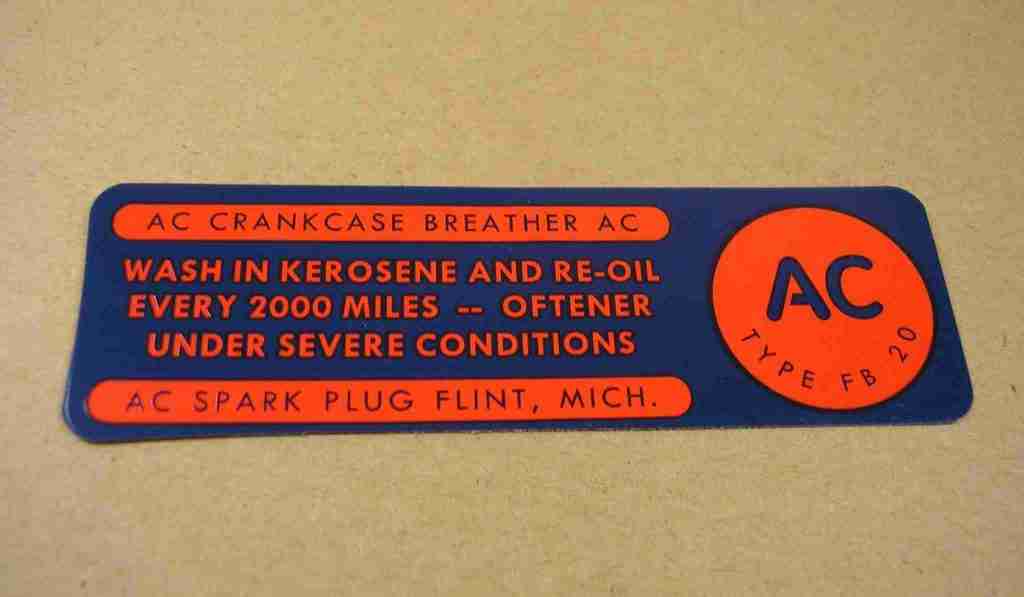 AC CRANKCASE BREATHER AC
WASH IN KEROSENE AND RE-OIL
EVERY 2000 MILES -- OFTENER
UNDER SEVERE CONDITIONS
AC SPARK PLUG FLINT, MICH.
AC
TYPE FB 20